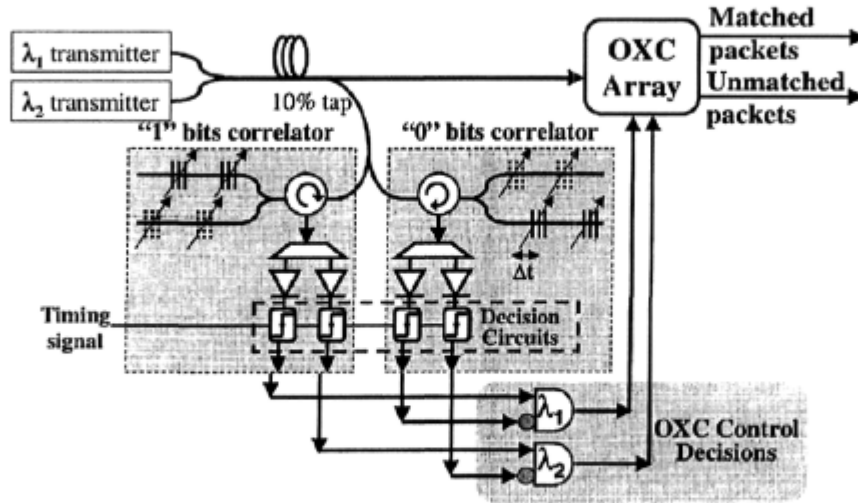 λ1 transmitter
λ2 transmitter
10% tap
OXC
Array
Matched
packets
Unmatched
packets
“1” bits correlator
“0” bits correlator
Δt
Timing
signal
Decision
Circuits
λ1
λ2
OXC Control
Decisions